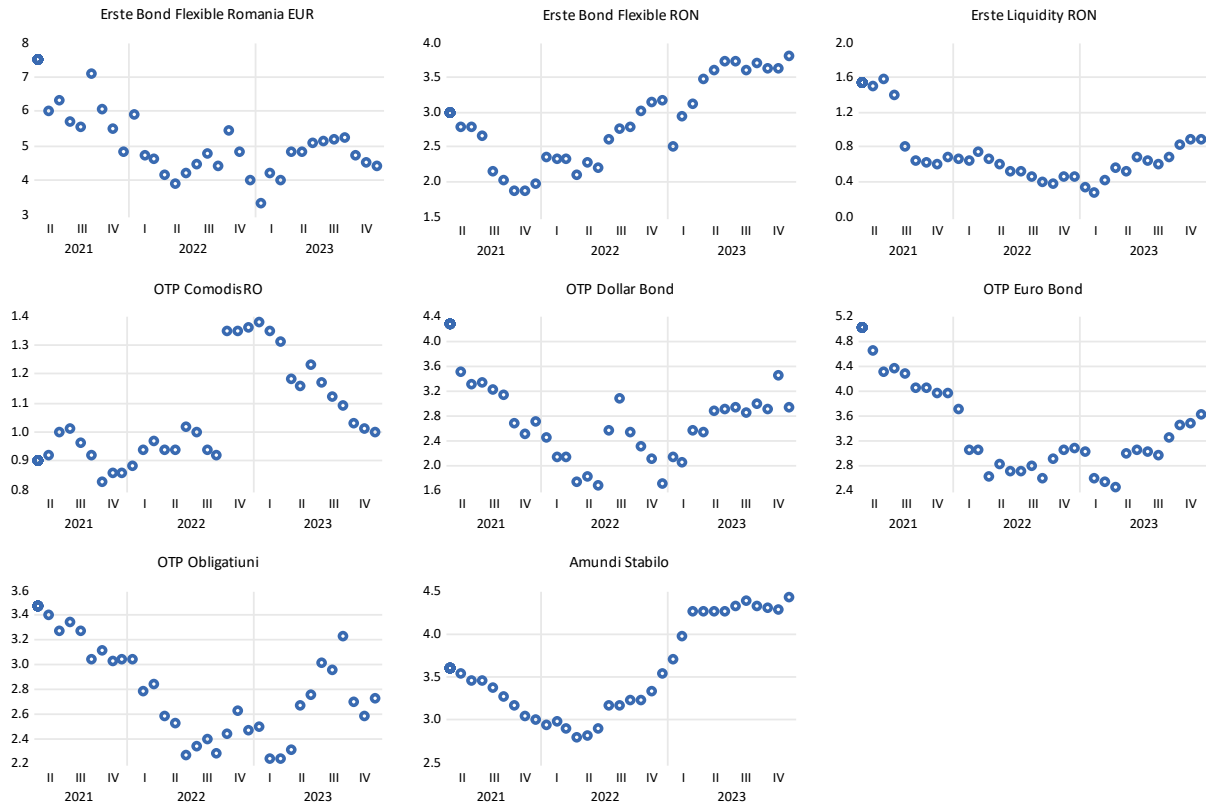 Erste Bond Flexible Romania EUR
8
7
6
5
4
3
II III IV I II III IV I II III IV
2021 2022 2023
Erste Bond Flexible RON
4.0
3.5
3.0
2.5
2.0
1.5
II III IV I II III IV I II III IV
2021 2022 2023
Erste Liquidity RON
2.0
1.6
1.2
0.8
0.4
0.0
II III IV I II III IV I II III IV
2021 2022 2023
OTP ComodisRO
1.4
1.3
1.2
1.1
1.0
0.9
0.8
II III IV I II III IV I II III IV
2021 2022 2023
OTP Dollar Bond
4.4
4.0
3.6
3.2
2.8
2.4
2.0
1.6
II III IV I II III IV I II III IV
2021 2022 2023
OTP Euro Bond
5.2
4.8
4.4
4.0
3.6
3.2
2.8
2.4
II III IV I II III IV I II III IV
2021 2022 2023
OTP Obligatiuni
3.6
3.4
3.2
3.0
2.8
2.6
2.4
2.2
II III IV I II III IV I II III IV
2021 2022 2023
Amundi Stabilo
4.5
4.0
3.5
3.0
2.5
II III IV I II III IV I II III IV
2021 2022 2023